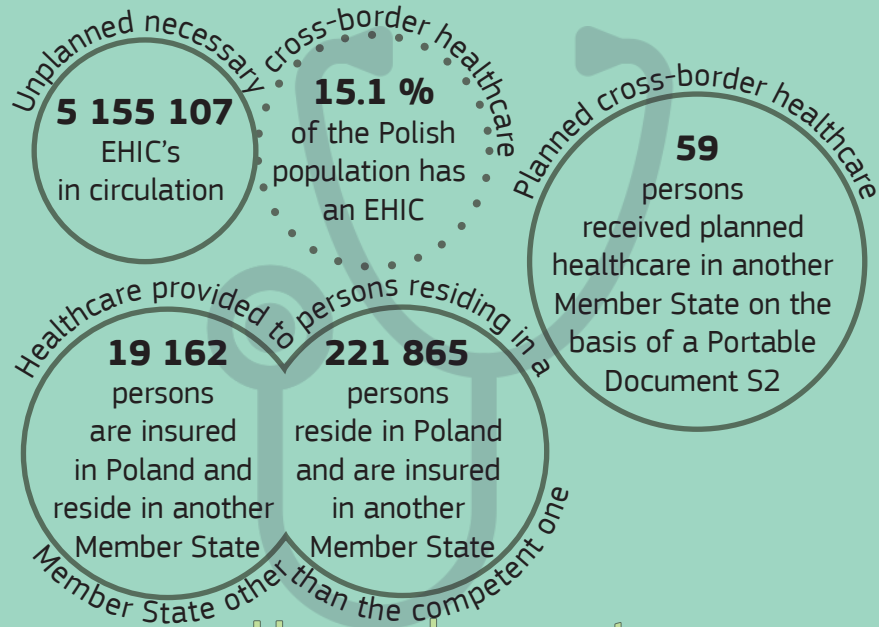 Unplanned necessary cross-border healthcare
5 155 107
EHIC's
in circulation
15.1 %
of the Polish
population has
an EHIC
Planned cross-border healthcare
59
persons
received planned
healthcare in another
Member State on the
basis of a Portable
Document S2
Healthcare provided to persons residing in a
19 162
persons
are insured
in Poland and
reside in another
Member State
221 865
persons
reside in Poland
and are insured
in another
Member State
Member State other than the competent one